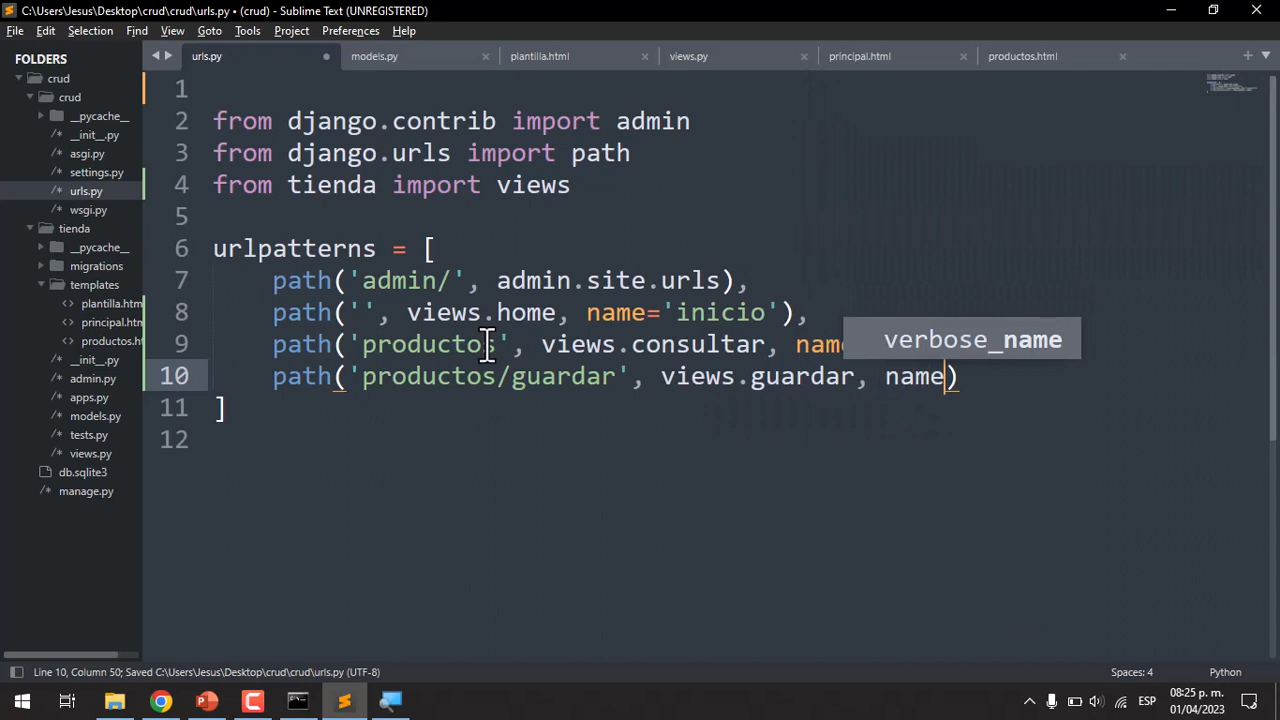 C:\Users\Jesus\Desktop\crud\crud\urls.py • (crud) - Sublime Text (UNREGISTERED)
File Edit Selection Find View Goto Tools Project Preferences Help
FOLDERS
urls.py models.py plantilla.html views.py principal.html productos.html
crud
crud
__pycache__
__init__.py
asgi.py
settings.py
urls.py
wsgi.py
tienda
__pycache__
migrations
templates
plantilla.htm
principal.htm
productos.htm
__init__.py
admin.py
apps.py
models.py
tests.py
views.py
db.sqlite3
manage.py
1
2 from django.contrib import admin
3 from django.urls import path
4 from tienda import views
5
6 urlpatterns = [
7 path('admin/', admin.site.urls),
8 path('', views.home, name='inicio'),
9 path('productos', views.consultar, name
verbose_name
10 path('productos/guardar', views.guardar, name)
11 ]
12
Line 10, Column 50; Saved C:\Users\Jesus\Desktop\crud\crud\urls.py (UTF-8) Spaces: 4 Python
ESP 08:25 p. m.
01/04/2023